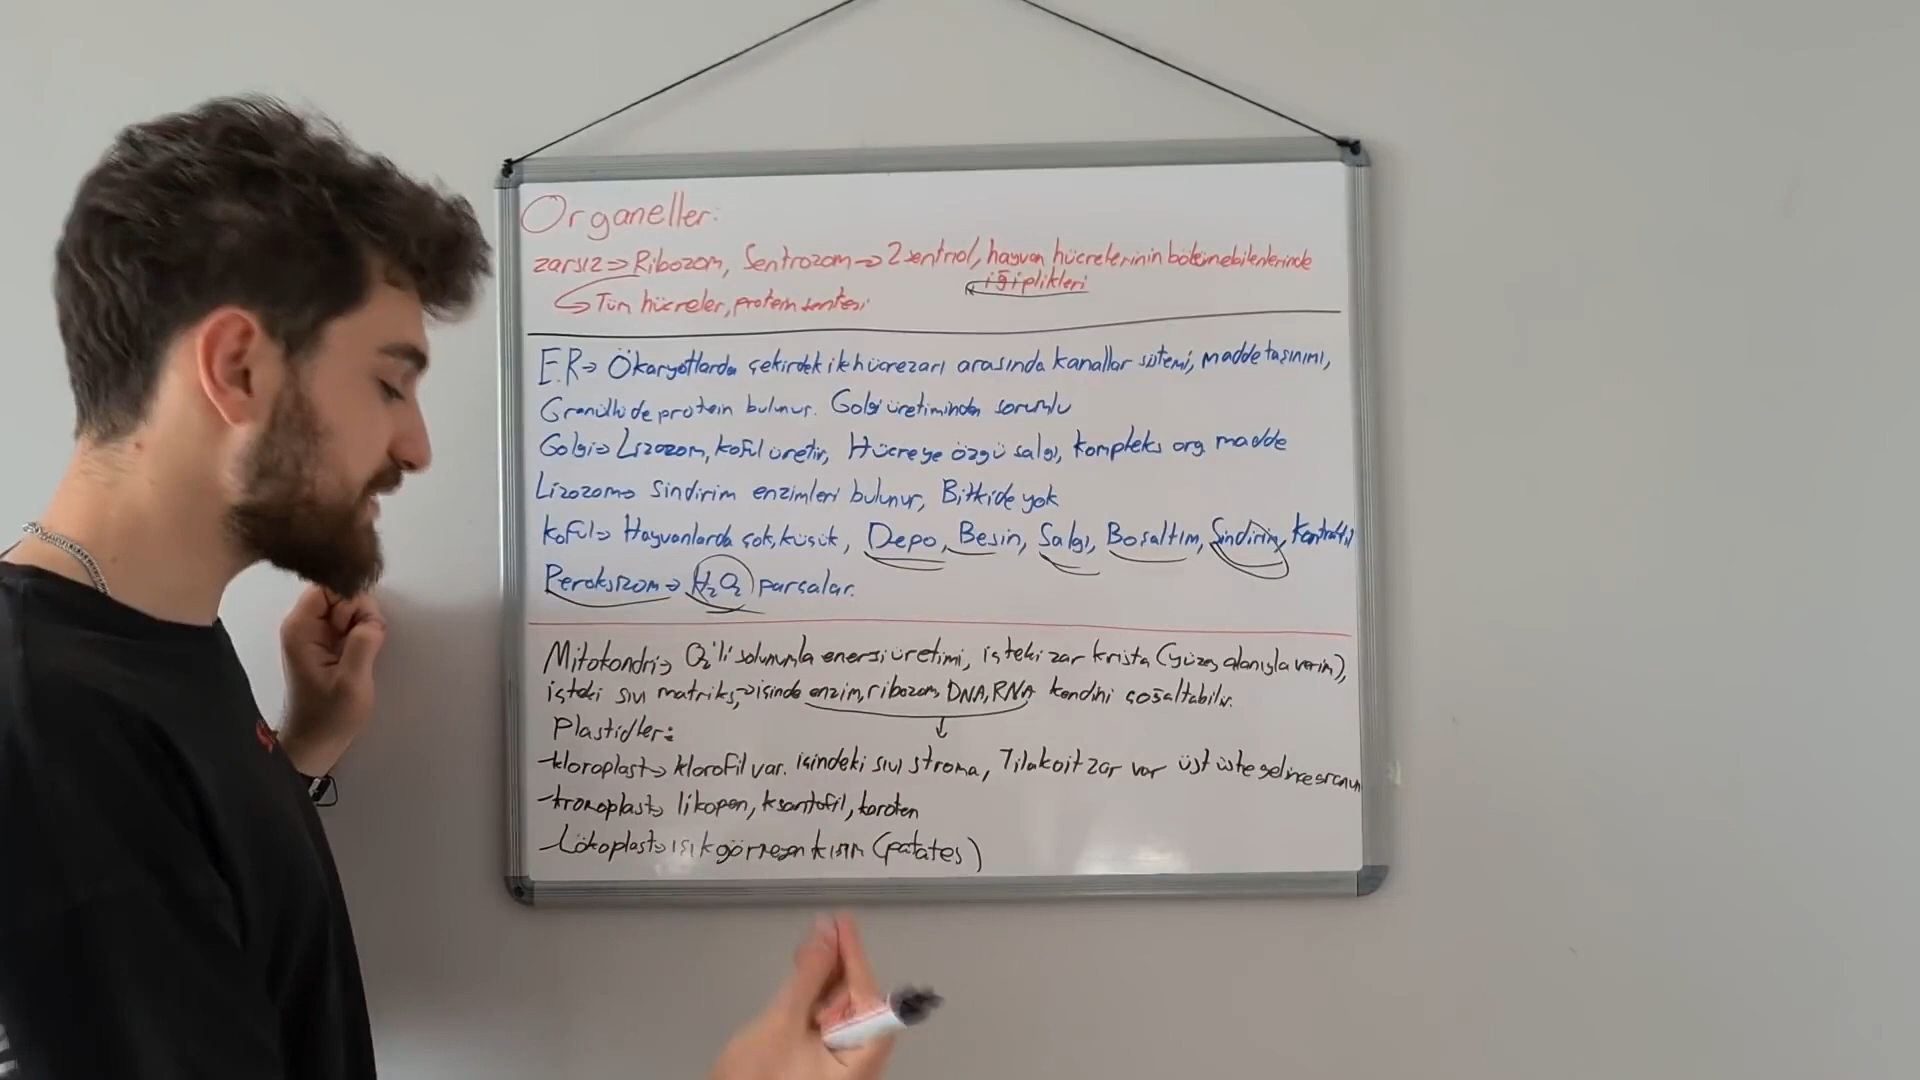 Organeller:
zarsız → Ribozom, Sentrozom → 2 sentriol, hayvan hücrelerinin bölünebilenlerinde
iğ iplikleri
Tüm hücreler, protein sentezi
E.R → Ökaryotlarda çekirdek ile hücre zarı arasında kanallar sistemi, madde taşınımı,
Granüllüde protein bulunur. Golgi üretiminden sorumlu
Golgi → Lizozom, koful üretir, Hücreye özgü salgı, kompleks org madde
Lizozom → Sindirim enzimleri bulunur, Bitkide yok
Koful → Hayvanlarda çok, küçük, Depo, Besin, Salgı, Boşaltım, Sindirim, Kontraktil
Peroksizom → H₂O₂ parçalar.
Mitokondri → O₂'li solunumla enerji üretimi, içteki zar krista (yüzey alanıyla verim),
içteki sıvı matriks, → içinde enzim, ribozom, DNA, RNA kendini çoğaltabilir.
Plastidler:
-kloroplast → klorofil var. içindeki sıvı stroma, Tilakoit zar var üst üste gelince granum
-kromoplast → likopen, ksantofil, karoten
-Lökoplast → ışık görmeyen kısım (patates)